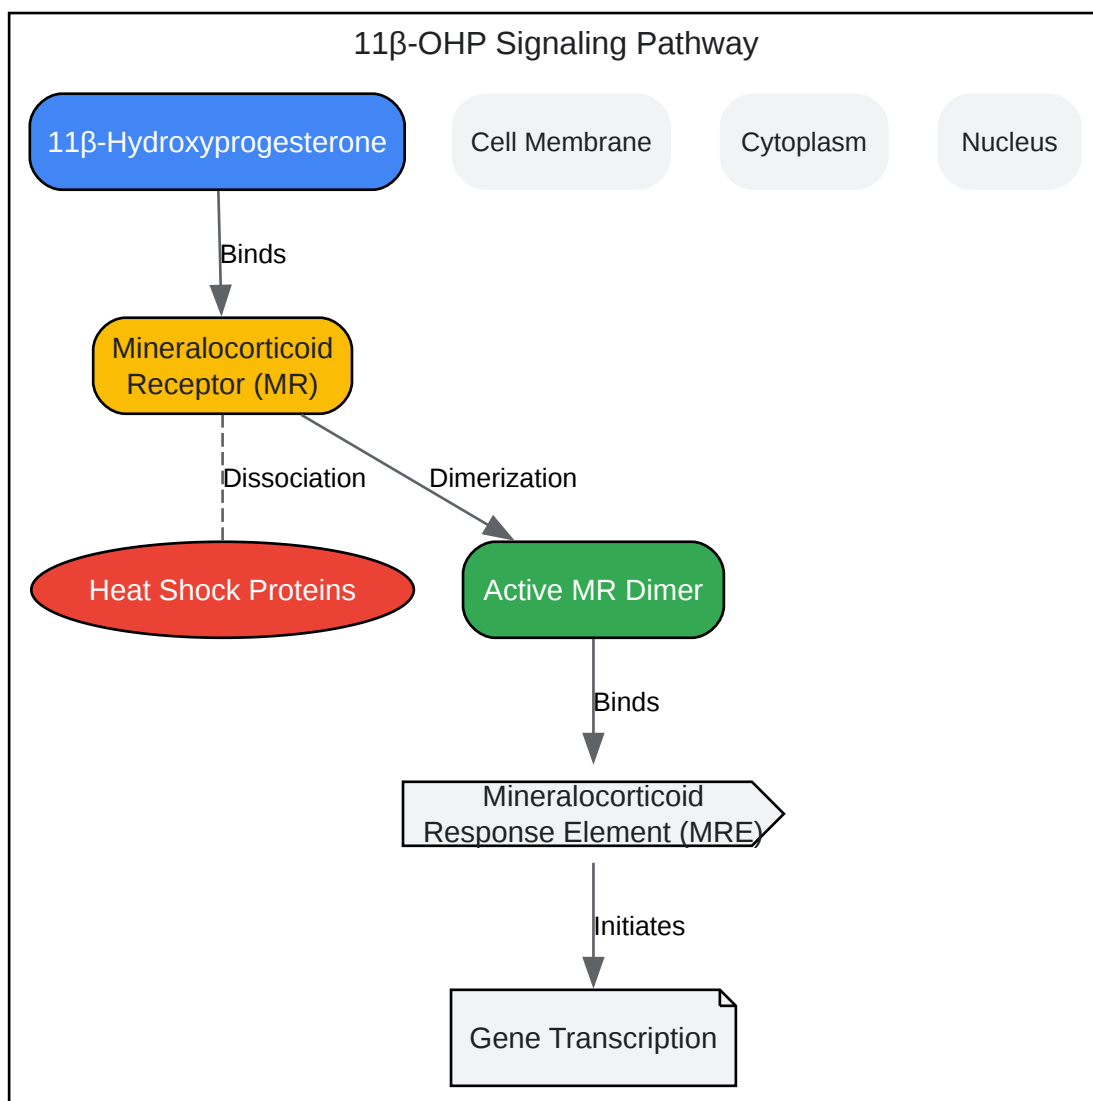 11β-OHP Signaling Pathway
11β-Hydroxyprogesterone
Cell Membrane
Cytoplasm
Nucleus
Binds
Mineralocorticoid
Receptor (MR)
Dissociation
Dimerization
Heat Shock Proteins
Active MR Dimer
Binds
Mineralocorticoid
Response Element (MRE)
Initiates
Gene Transcription